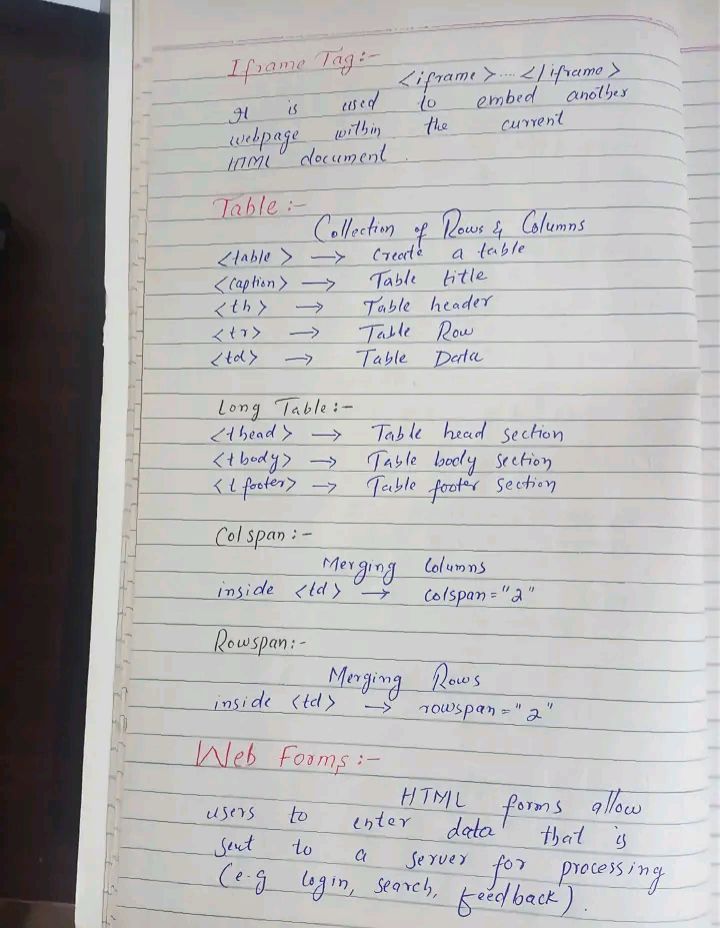 Iframe Tag :-
<iframe> .... </iframe>
It is used to embed another
webpage within the current
HTML document.
Table :-
Collection of Rows & Columns
<table> → Create a table
<caption> → Table title
<th> → Table header
<tr> → Table Row
<td> → Table Data
Long Table :-
<thead> → Table head section
<tbody> → Table body section
<tfooter> → Table footer section
Colspan :-
Merging Columns
inside <td> → colspan = "2"
Rowspan :-
Merging Rows
inside <td> → rowspan = "2"
Web Forms :-
HTML forms allow
users to enter data that is
sent to a server for processing
(e.g login, search, feedback).